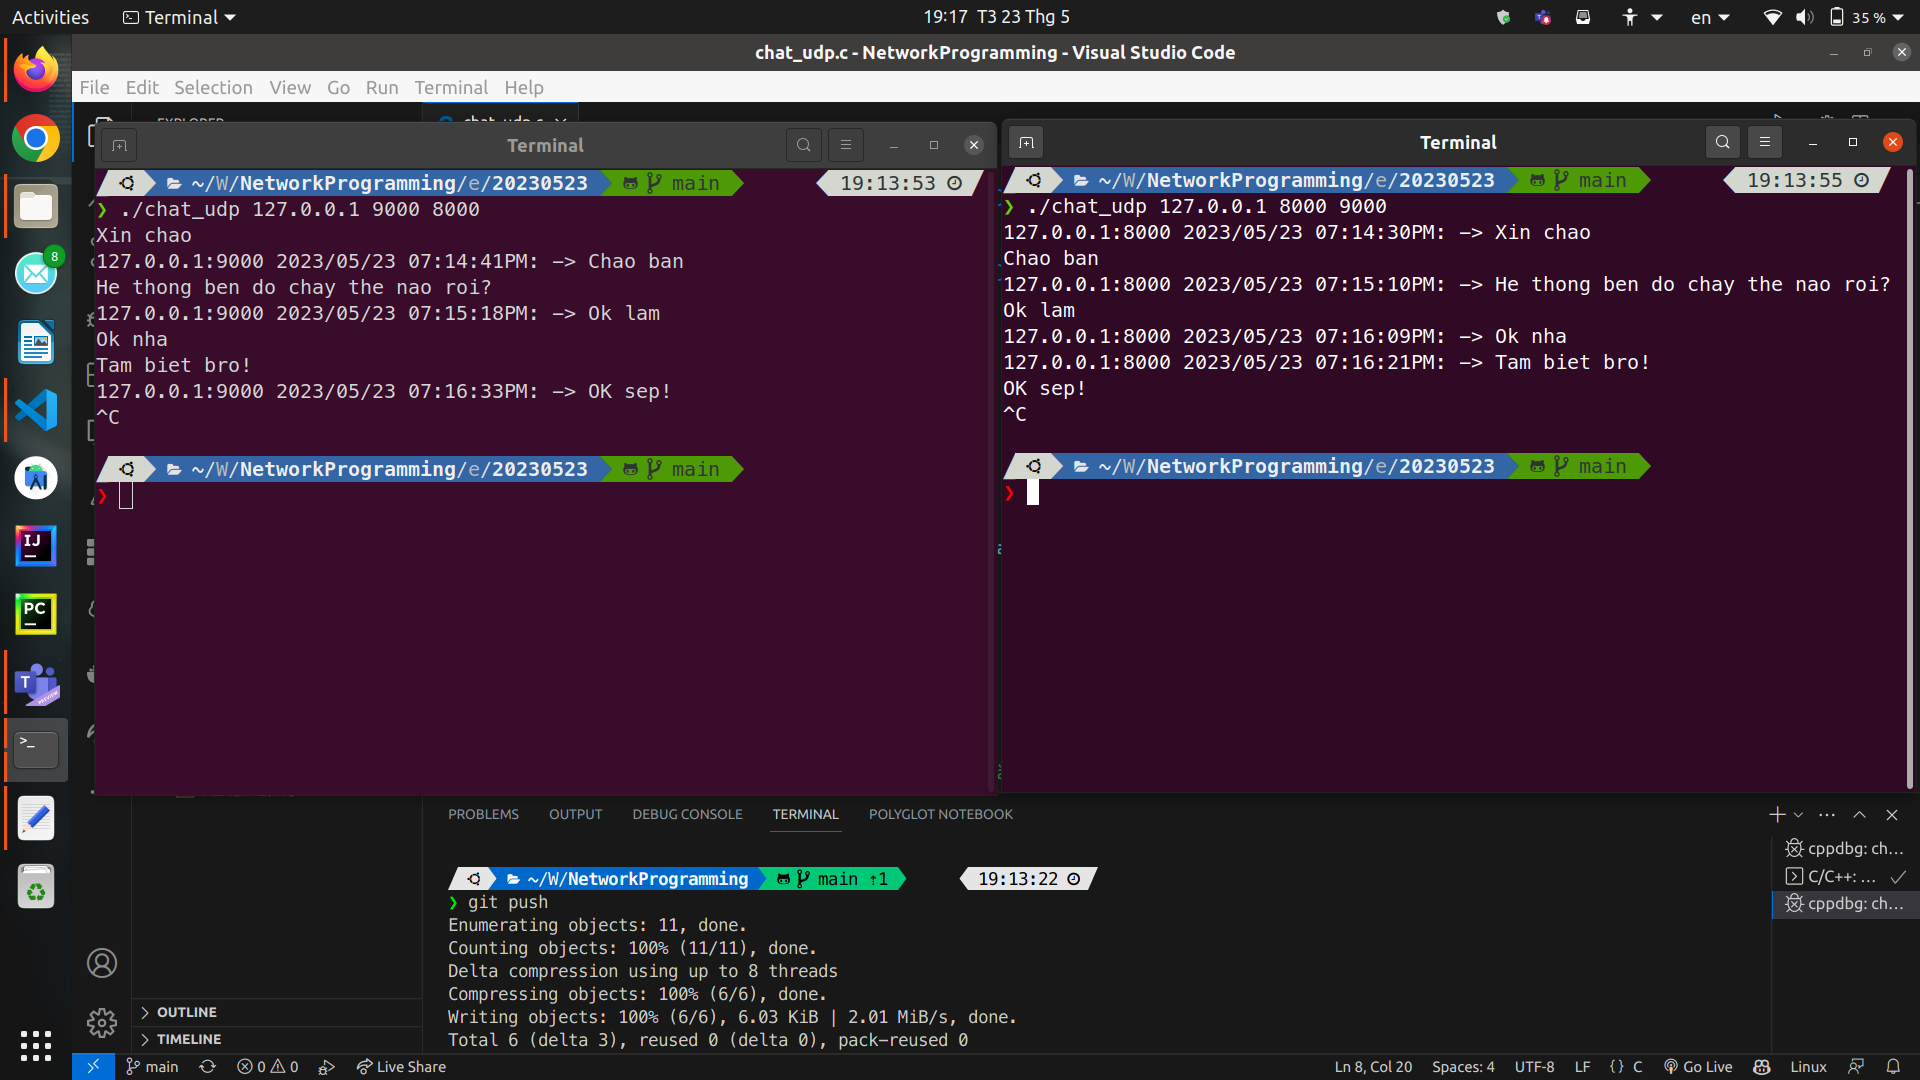 Activities Terminal 19:17 T3 23 Thg 5 en 35 %
chat_udp.c - NetworkProgramming - Visual Studio Code
File Edit Selection View Go Run Terminal Help
Terminal
~/W/NetworkProgramming/e/20230523 main 19:13:53
❯ ./chat_udp 127.0.0.1 9000 8000
Xin chao
127.0.0.1:9000 2023/05/23 07:14:41PM: -> Chao ban
He thong ben do chay the nao roi?
127.0.0.1:9000 2023/05/23 07:15:18PM: -> Ok lam
Ok nha
Tam biet bro!
127.0.0.1:9000 2023/05/23 07:16:33PM: -> OK sep!
^C
~/W/NetworkProgramming/e/20230523 main
❯
Terminal
~/W/NetworkProgramming/e/20230523 main 19:13:55
❯ ./chat_udp 127.0.0.1 8000 9000
127.0.0.1:8000 2023/05/23 07:14:30PM: -> Xin chao
Chao ban
127.0.0.1:8000 2023/05/23 07:15:10PM: -> He thong ben do chay the nao roi?
Ok lam
127.0.0.1:8000 2023/05/23 07:16:09PM: -> Ok nha
127.0.0.1:8000 2023/05/23 07:16:21PM: -> Tam biet bro!
OK sep!
^C
~/W/NetworkProgramming/e/20230523 main
❯
8
IJ
PC
T
PREVIEW
>_
PROBLEMS OUTPUT DEBUG CONSOLE TERMINAL POLYGLOT NOTEBOOK
~/W/NetworkProgramming main ↑1 19:13:22
❯ git push
Enumerating objects: 11, done.
Counting objects: 100% (11/11), done.
Delta compression using up to 8 threads
Compressing objects: 100% (6/6), done.
Writing objects: 100% (6/6), 6.03 KiB | 2.01 MiB/s, done.
Total 6 (delta 3), reused 0 (delta 0), pack-reused 0
cppdbg: ch...
C/C++: ...
cppdbg: ch...
OUTLINE
TIMELINE
main 0 0 Live Share Ln 8, Col 20 Spaces: 4 UTF-8 LF {} C Go Live Linux